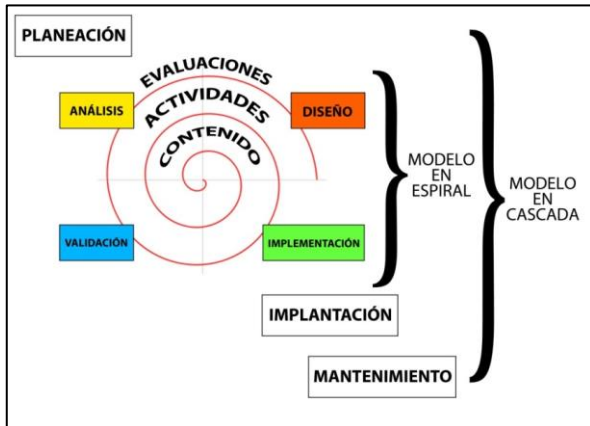 PLANEACIÓN
EVALUACIONES
ACTIVIDADES
CONTENIDO
ANÁLISIS
DISEÑO
VALIDACIÓN
IMPLEMENTACIÓN
MODELO
EN
ESPIRAL
MODELO
EN
CASCADA
IMPLANTACIÓN
MANTENIMIENTO